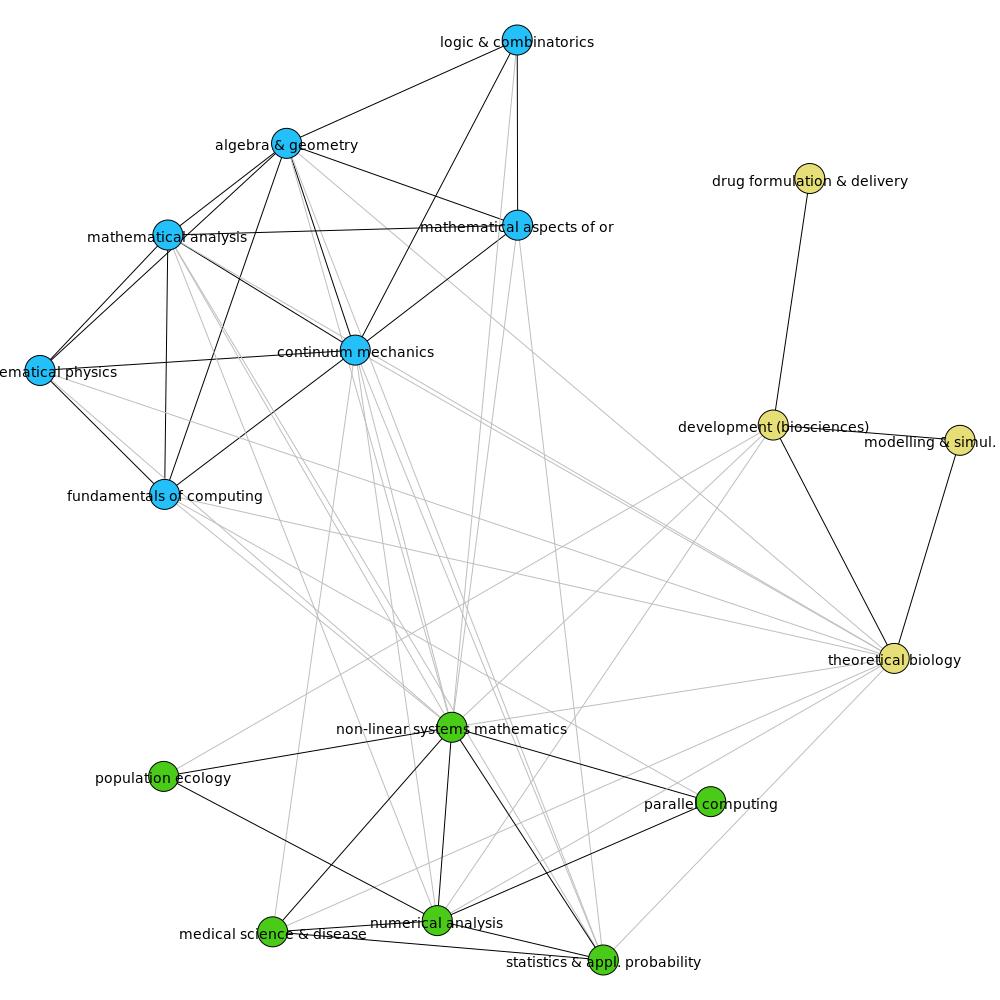 logic & combinatorics
algebra & geometry
drug formulation & delivery
mathematical aspects of or
mathematical analysis
continuum mechanics
ematical physics
development (biosciences)
modelling & simul.
fundamentals of computing
theoretical biology
non-linear systems mathematics
population ecology
parallel computing
numerical analysis
medical science & disease
statistics & appl. probability